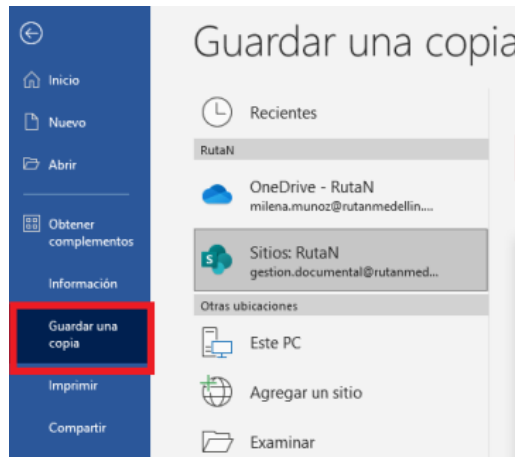 Guardar una copia
Inicio
Nuevo
Abrir
Obtener
complementos
Información
Guardar una
copia
Imprimir
Compartir
Recientes
RutaN
OneDrive - RutaN
milena.munoz@rutanmedellin....
Sitios: RutaN
gestion.documental@rutanmed...
Otras ubicaciones
Este PC
Agregar un sitio
Examinar